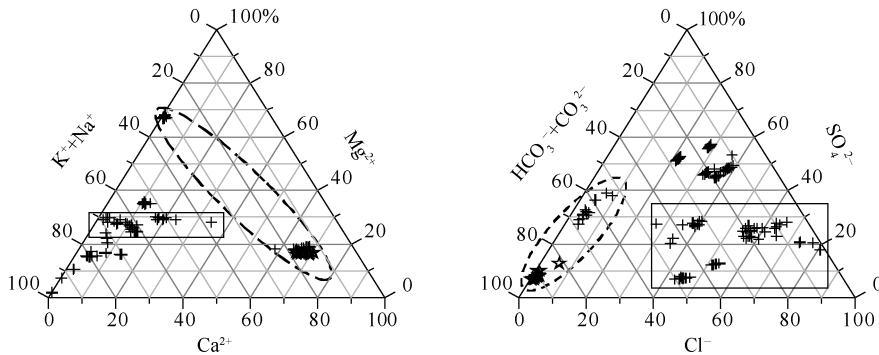 0 100%
20 80
K⁺+Na⁺ 40 60 Mg²⁺
60 40
80 20
100 0
0 20 40 60 80 100
Ca²⁺
0 100%
20 80
HCO₃⁻+CO₃²⁻ 40 60 SO₄²⁻
60 40
80 20
100 0
0 20 40 60 80 100
Cl⁻